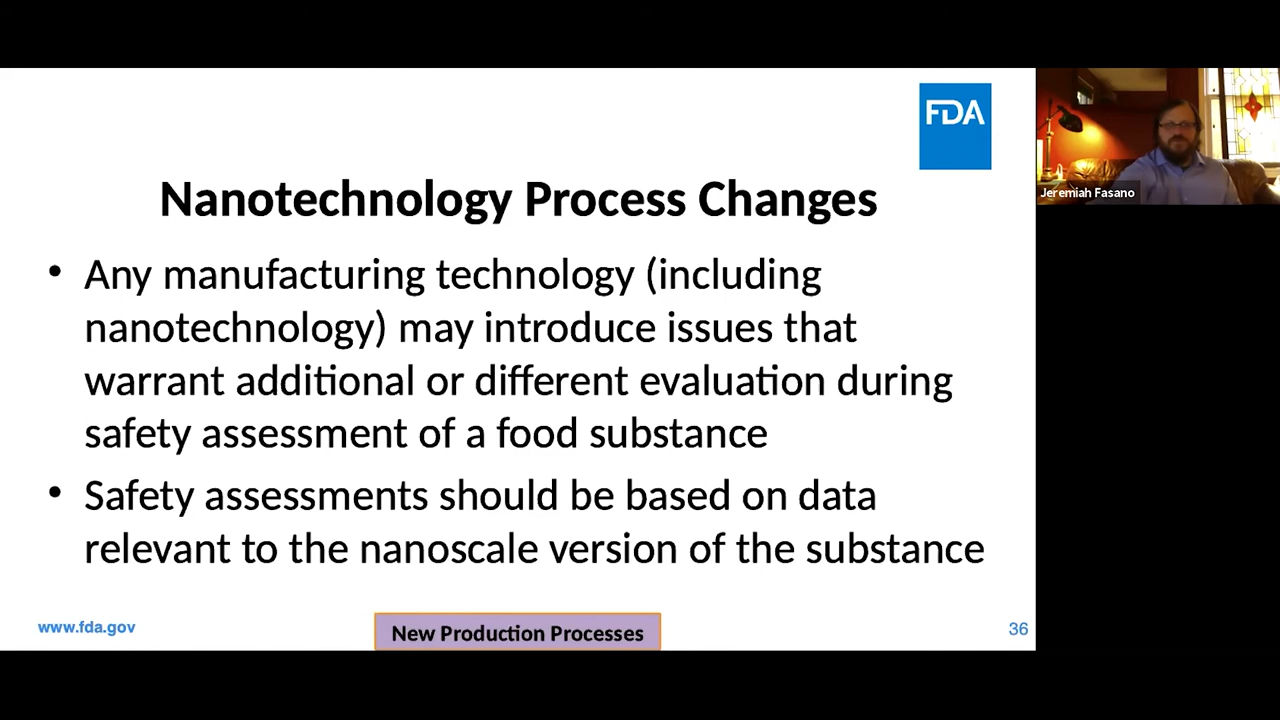 FDA
Nanotechnology Process Changes
• Any manufacturing technology (including
nanotechnology) may introduce issues that
warrant additional or different evaluation during
safety assessment of a food substance
• Safety assessments should be based on data
relevant to the nanoscale version of the substance
www.fda.gov
New Production Processes
36
Jeremiah Fasano